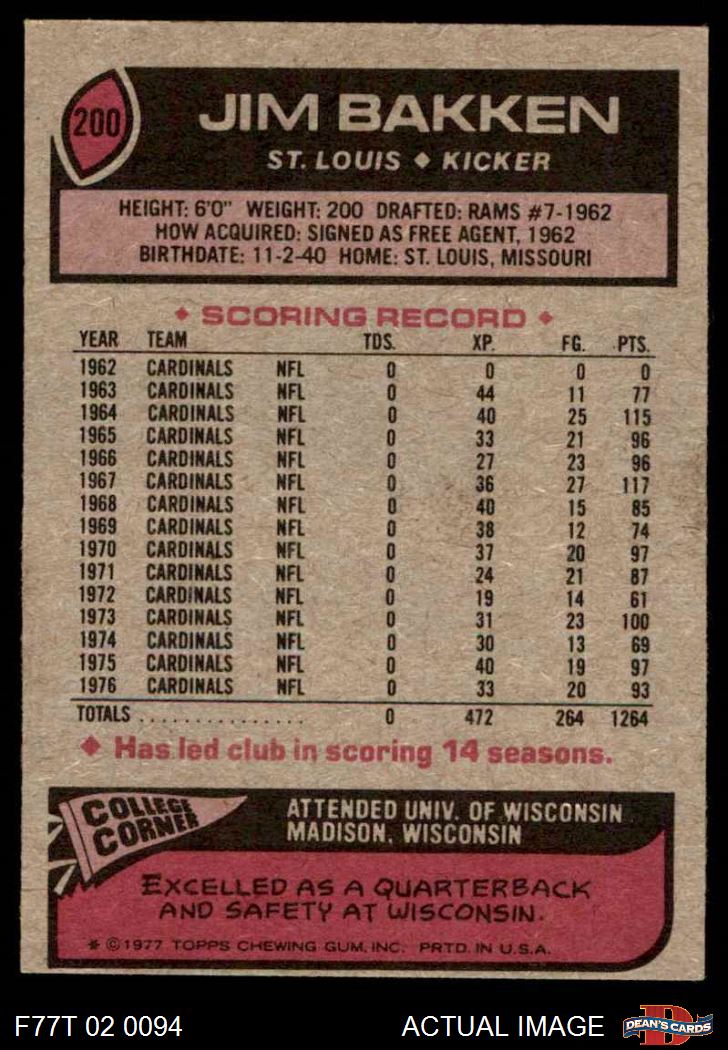 200
JIM BAKKEN
ST. LOUIS ♦ KICKER
HEIGHT: 6'0" WEIGHT: 200 DRAFTED: RAMS #7-1962
HOW ACQUIRED: SIGNED AS FREE AGENT, 1962
BIRTHDATE: 11-2-40 HOME: ST. LOUIS, MISSOURI
♦ SCORING RECORD ♦
YEAR TEAM TDS. XP. FG. PTS.
1962 CARDINALS NFL 0 0 0 0
1963 CARDINALS NFL 0 44 11 77
1964 CARDINALS NFL 0 40 25 115
1965 CARDINALS NFL 0 33 21 96
1966 CARDINALS NFL 0 27 23 96
1967 CARDINALS NFL 0 36 27 117
1968 CARDINALS NFL 0 40 15 85
1969 CARDINALS NFL 0 38 12 74
1970 CARDINALS NFL 0 37 20 97
1971 CARDINALS NFL 0 24 21 87
1972 CARDINALS NFL 0 19 14 61
1973 CARDINALS NFL 0 31 23 100
1974 CARDINALS NFL 0 30 13 69
1975 CARDINALS NFL 0 40 19 97
1976 CARDINALS NFL 0 33 20 93
TOTALS ............... 0 472 264 1264
♦ Has led club in scoring 14 seasons.
COLLEGE
CORNER
ATTENDED UNIV. OF WISCONSIN
MADISON, WISCONSIN
EXCELLED AS A QUARTERBACK
AND SAFETY AT WISCONSIN.
* ©1977 TOPPS CHEWING GUM, INC. PRTD. IN U.S.A.
F77T 02 0094
ACTUAL IMAGE
D
DEAN'S CARDS